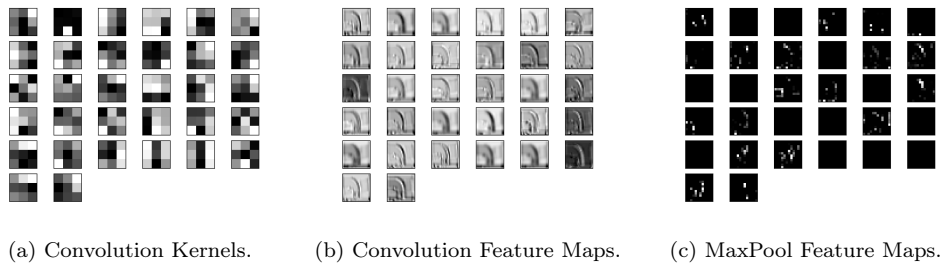 (a) Convolution Kernels.
(b) Convolution Feature Maps.
(c) MaxPool Feature Maps.